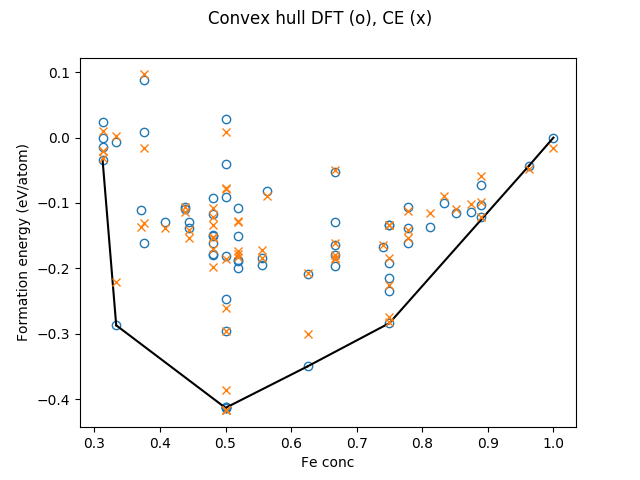 Convex hull DFT (o), CE (x)
0.1
0.0
−0.1
−0.2
−0.3
−0.4
Formation energy (eV/atom)
0.3 0.4 0.5 0.6 0.7 0.8 0.9 1.0
Fe conc